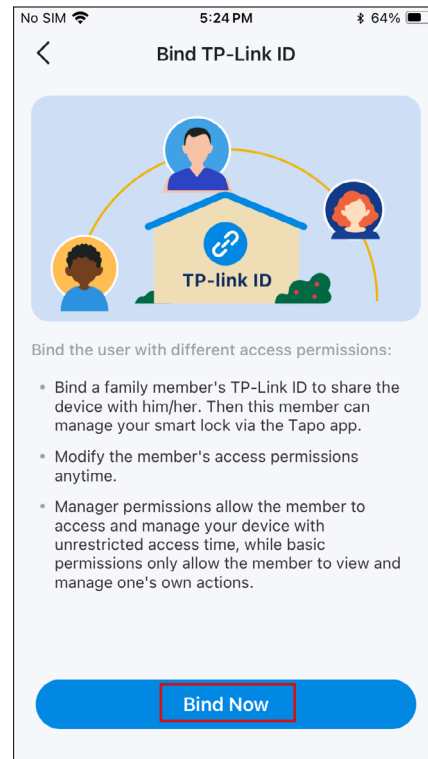 No SIM 5:24 PM 64%
Bind TP-Link ID
TP-link ID
Bind the user with different access permissions:
• Bind a family member's TP-Link ID to share the
device with him/her. Then this member can
manage your smart lock via the Tapo app.
• Modify the member's access permissions
anytime.
• Manager permissions allow the member to
access and manage your device with
unrestricted access time, while basic
permissions only allow the member to view and
manage one's own actions.
Bind Now